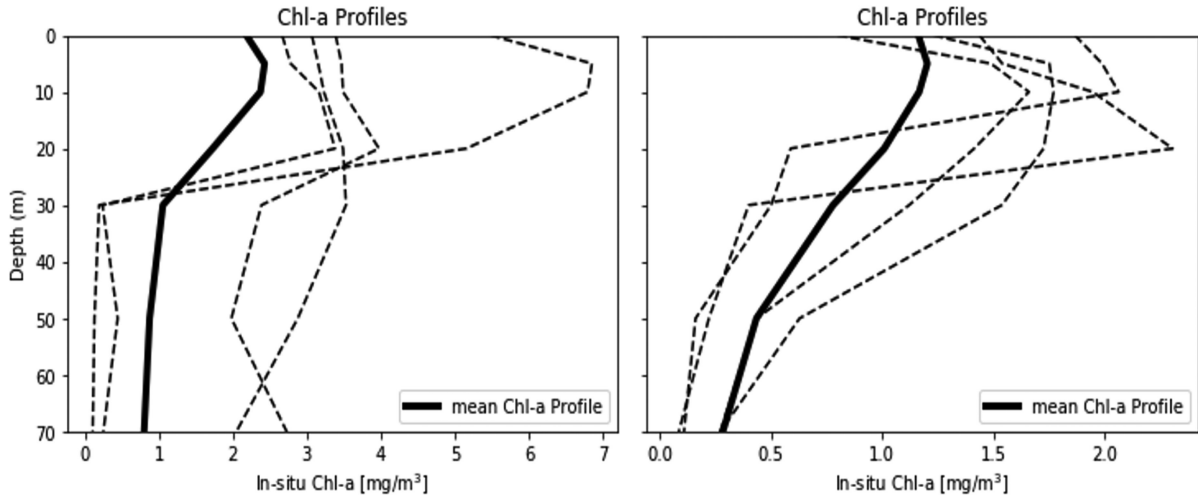 Chl-a Profiles
0
10
20
30
40
50
60
70
Depth (m)
mean Chl-a Profile
0 1 2 3 4 5 6 7
In-situ Chl-a [mg/m³]
Chl-a Profiles
mean Chl-a Profile
0.0 0.5 1.0 1.5 2.0
In-situ Chl-a [mg/m³]